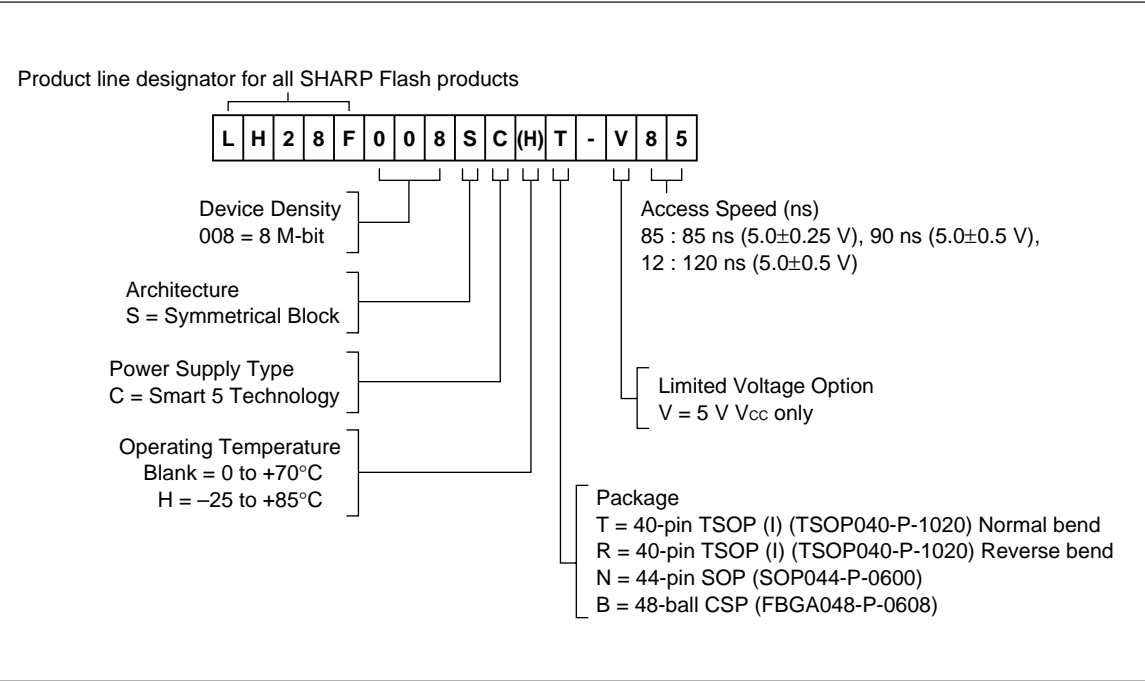 Product line designator for all SHARP Flash products
L H 2 8 F 0 0 8 S C (H) T - V 8 5
Device Density
008 = 8 M-bit
Access Speed (ns)
85 : 85 ns (5.0±0.25 V), 90 ns (5.0±0.5 V),
12 : 120 ns (5.0±0.5 V)
Architecture
S = Symmetrical Block
Power Supply Type
C = Smart 5 Technology
Limited Voltage Option
V = 5 V VCC only
Operating Temperature
Blank = 0 to +70°C
H = –25 to +85°C
Package
T = 40-pin TSOP (I) (TSOP040-P-1020) Normal bend
R = 40-pin TSOP (I) (TSOP040-P-1020) Reverse bend
N = 44-pin SOP (SOP044-P-0600)
B = 48-ball CSP (FBGA048-P-0608)